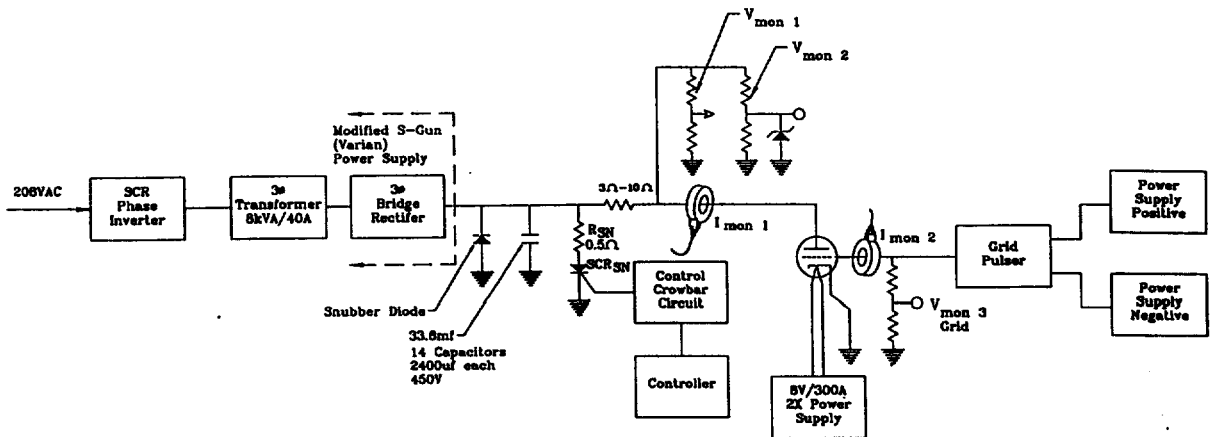 V mon 1
V mon 2
Modified S-Gun
(Varian)
Power Supply
208VAC
SCR
Phase
Inverter
3ø
Transformer
8kVA/40A
3ø
Bridge
Rectifer
3Ω-10Ω
I mon 1
RSN
0.5Ω
SCRSN
Snubber Diode
33.6mf
14 Capacitors
2400uf each
450V
Control
Crowbar
Circuit
Controller
I mon 2
V mon 3
Grid
8V/300A
2X Power
Supply
Grid
Pulser
Power
Supply
Positive
Power
Supply
Negative